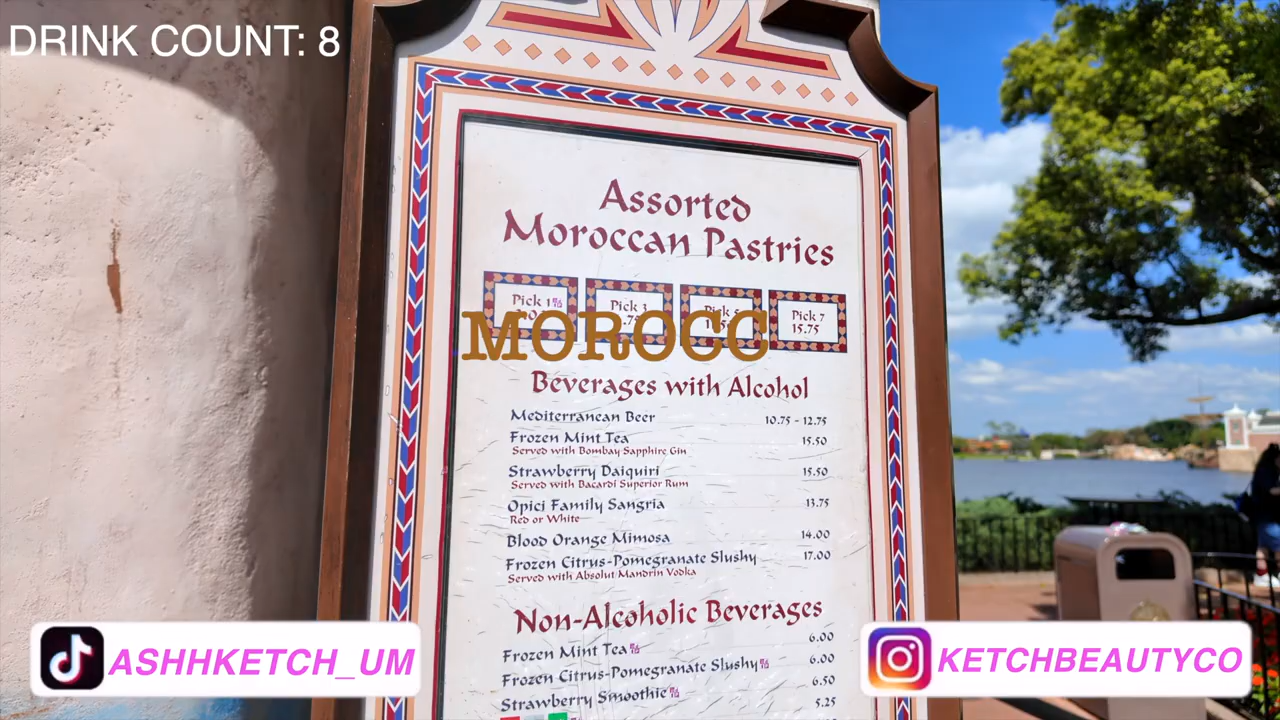 DRINK COUNT: 8
Assorted
Moroccan Pastries
Pick 1
Pick 3
Pick 7
15.75
MOROCC
Beverages with Alcohol
Mediterranean Beer 10.75 - 12.75
Frozen Mint Tea 15.50
Served with Bombay Sapphire Gin
Strawberry Daiquiri 15.50
Served with Bacardi Superior Rum
Opici Family Sangria 13.75
Red or White
Blood Orange Mimosa 14.00
Frozen Citrus-Pomegranate Slushy 17.00
Served with Absolut Mandrin Vodka
Non-Alcoholic Beverages
Frozen Mint Tea 6.00
Frozen Citrus-Pomegranate Slushy 6.00
Strawberry Smoothie 6.50
5.25
ASHHKETCH_UM
KETCHBEAUTYCO